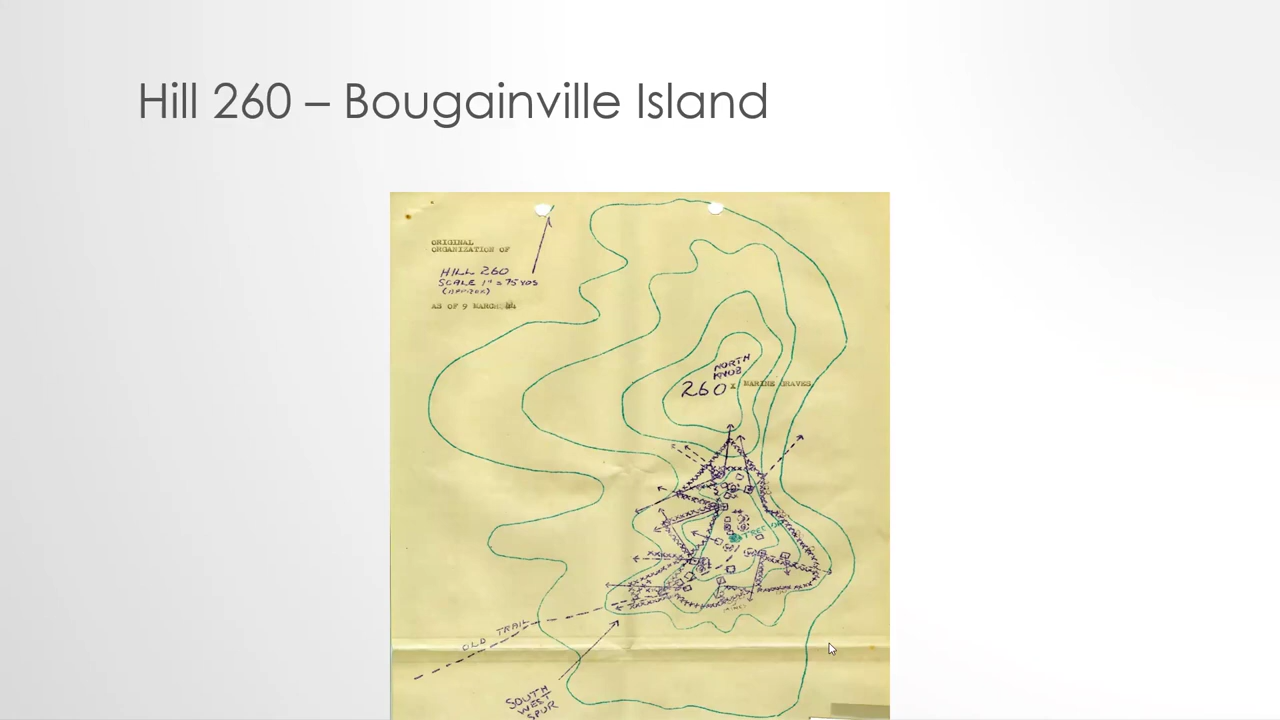 Hill 260 – Bougainville Island
ORIGINAL
ORGANIZATION OF
HILL 260
SCALE 1" = 75 YDS
(APPROX)
AS OF 9 MARCH
NORTH
KNOB
260 X MARINE GRAVES
OLD TRAIL
SOUTH
WEST
SPUR